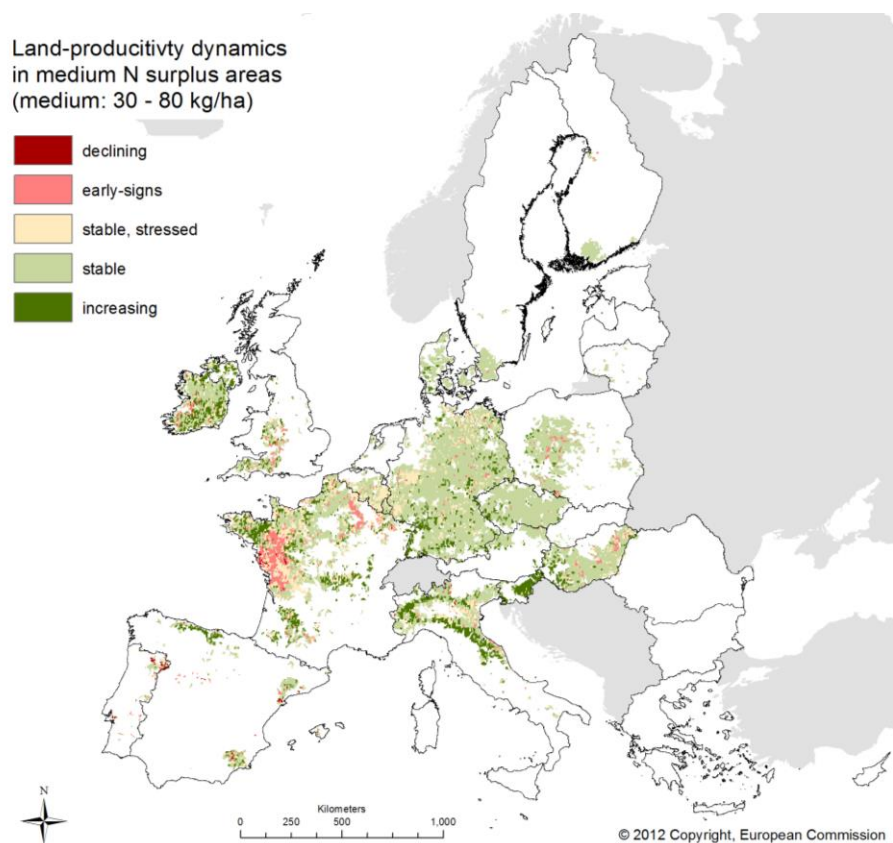 Land-producitivty dynamics
in medium N surplus areas
(medium: 30 - 80 kg/ha)
declining
early-signs
stable, stressed
stable
increasing
N
Kilometers
0 250 500 1,000
© 2012 Copyright, European Commission